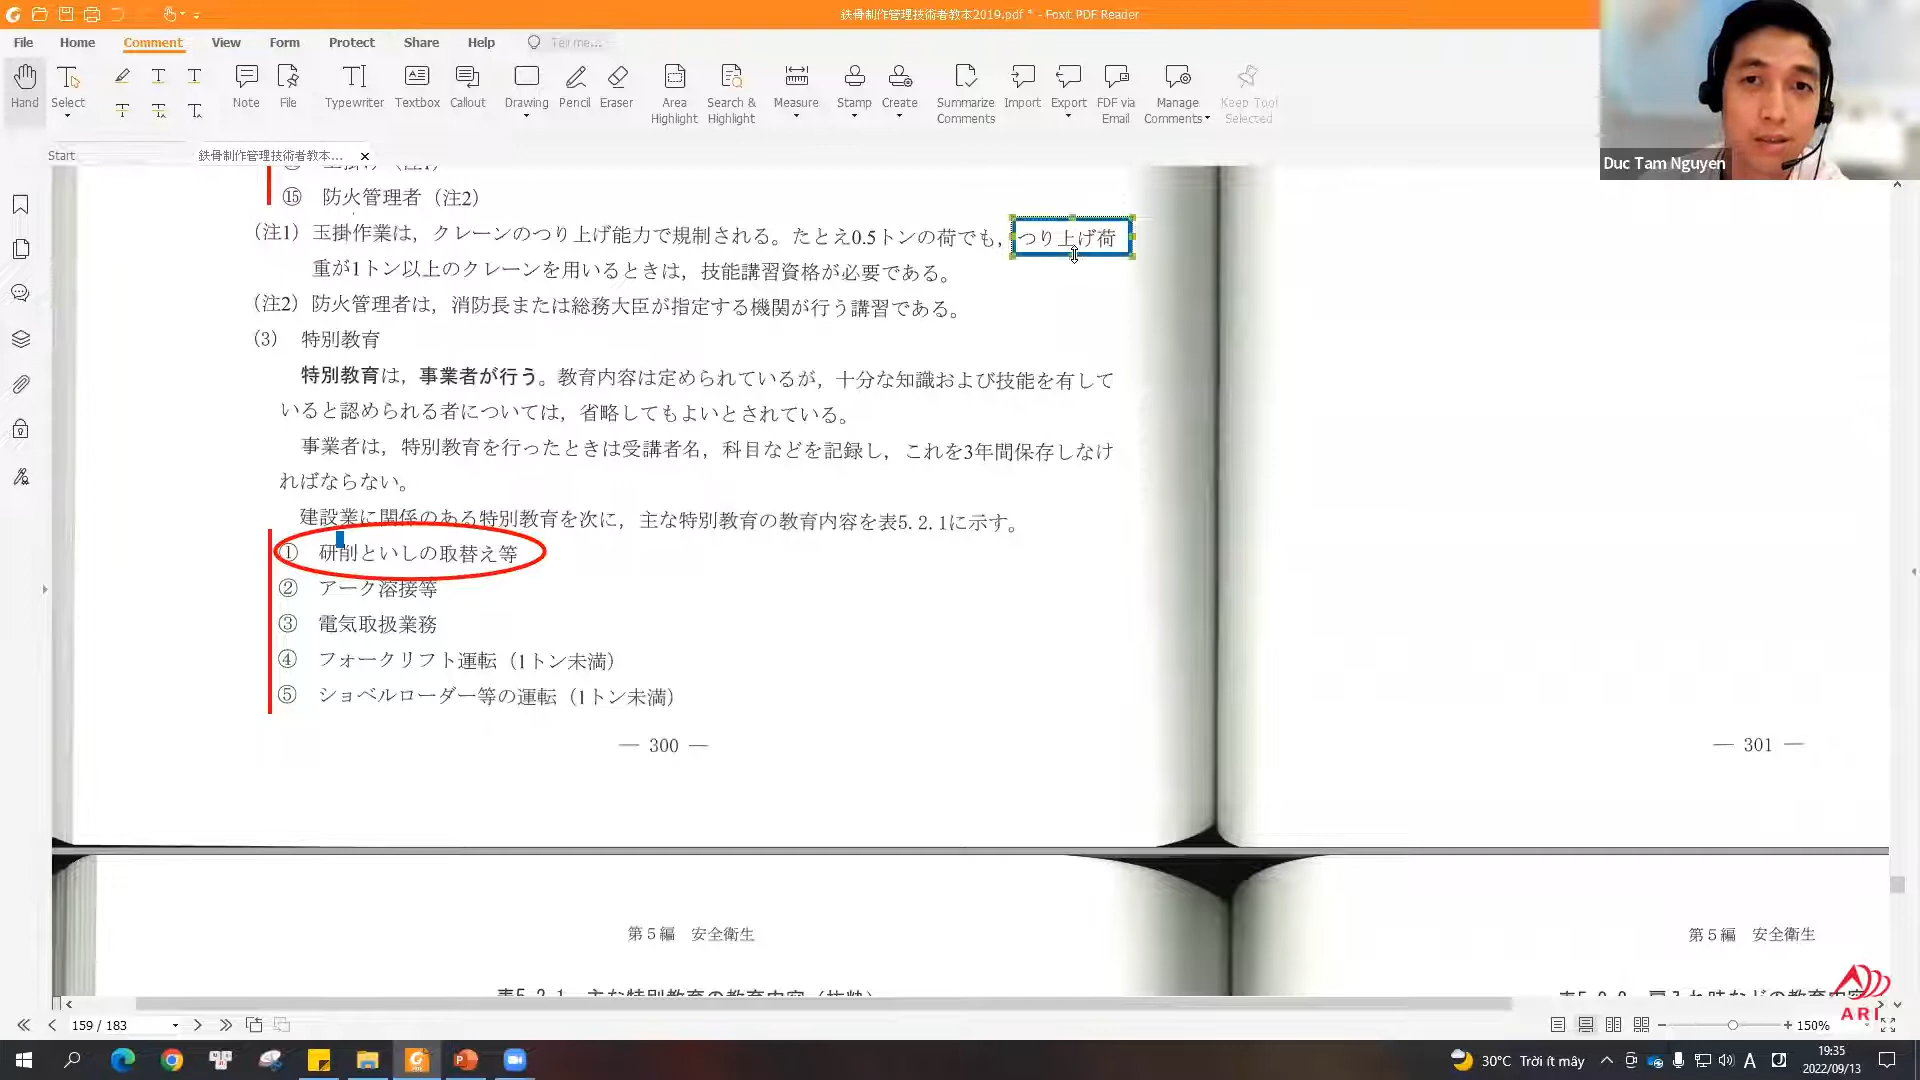 鉄骨制作管理技術者教本2019.pdf * - Foxit PDF Reader
File Home Comment View Form Protect Share Help Tell me...
Hand Select Note File Typewriter Textbox Callout Drawing Pencil Eraser Area Highlight Search & Highlight Measure Stamp Create Summarize Comments Import Export PDF via Email Manage Comments Keep Tool Selected
Duc Tam Nguyen
Start 鉄骨制作管理技術者教本...
⑮ 防火管理者（注2）
（注1）玉掛作業は，クレーンのつり上げ能力で規制される。たとえ0.5トンの荷でも，つり上げ荷
重が1トン以上のクレーンを用いるときは，技能講習資格が必要である。
（注2）防火管理者は，消防長または総務大臣が指定する機関が行う講習である。
（3） 特別教育
特別教育は，事業者が行う。教育内容は定められているが，十分な知識および技能を有して
いると認められる者については，省略してもよいとされている。
事業者は，特別教育を行ったときは受講者名，科目などを記録し，これを3年間保存しなけ
ればならない。
建設業に関係のある特別教育を次に，主な特別教育の教育内容を表5.2.1に示す。
① 研削といしの取替え等
② アーク溶接等
③ 電気取扱業務
④ フォークリフト運転（1トン未満）
⑤ ショベルローダー等の運転（1トン未満）
— 300 —
— 301 —
第5編 安全衛生
第5編 安全衛生
表5.2.1 主な特別教育の教育内容（抜粋）
ARI
159 / 183
150%
30°C Trời ít mây
19:35
2022/09/13